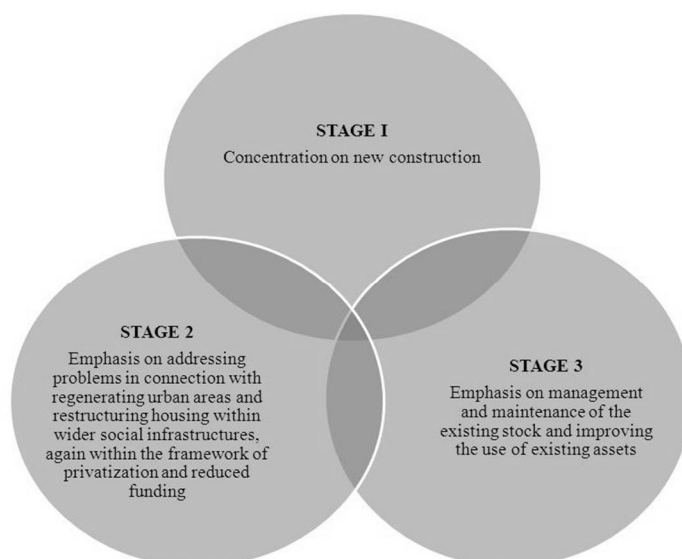 STAGE I
Concentration on new construction
STAGE 2
Emphasis on addressing
problems in connection with
regenerating urban areas and
restructuring housing within
wider social infrastructures,
again within the framework of
privatization and reduced
funding
STAGE 3
Emphasis on management
and maintenance of the
existing stock and improving
the use of existing assets